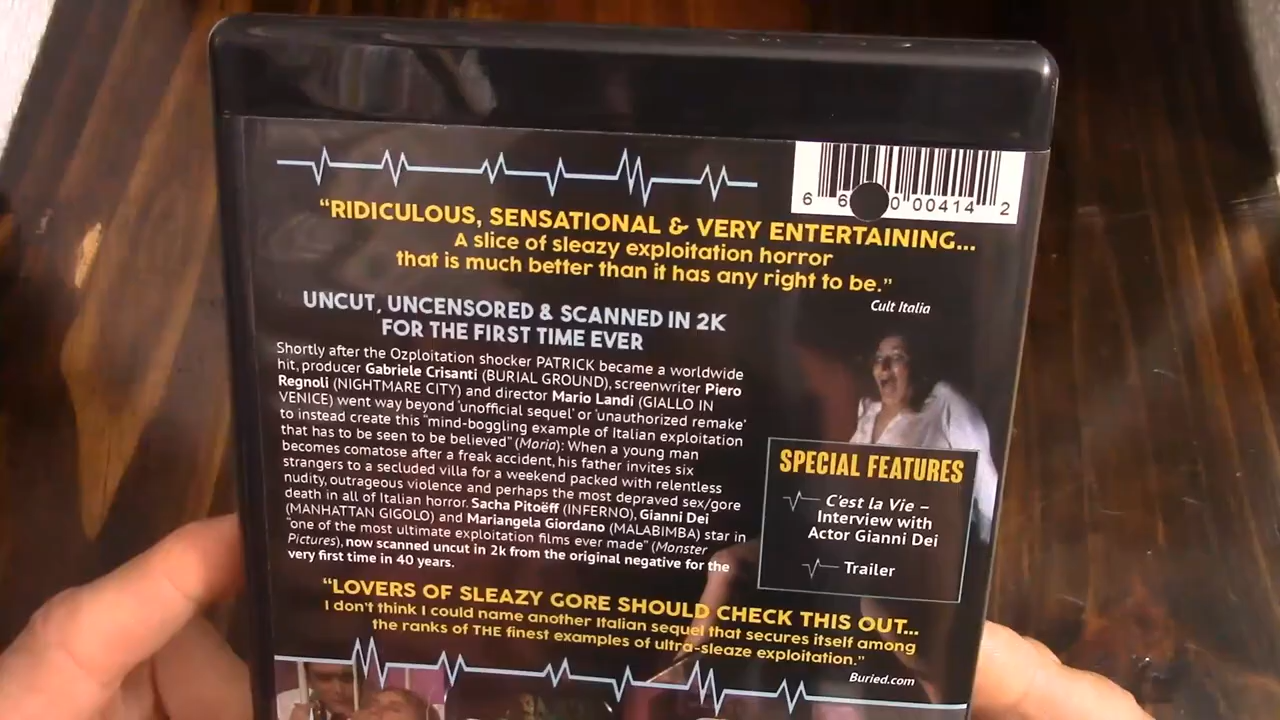 6 6 0 00414 2
“RIDICULOUS, SENSATIONAL & VERY ENTERTAINING...
A slice of sleazy exploitation horror
that is much better than it has any right to be.”
Cult Italia
UNCUT, UNCENSORED & SCANNED IN 2K
FOR THE FIRST TIME EVER
Shortly after the Ozploitation shocker PATRICK became a worldwide
hit, producer Gabriele Crisanti (BURIAL GROUND), screenwriter Piero
Regnoli (NIGHTMARE CITY) and director Mario Landi (GIALLO IN
VENICE) went way beyond ‘unofficial sequel’ or ‘unauthorized remake’
to instead create this “mind-boggling example of Italian exploitation
that has to be seen to be believed” (Moria): When a young man
becomes comatose after a freak accident, his father invites six
strangers to a secluded villa for a weekend packed with relentless
nudity, outrageous violence and perhaps the most depraved sex/gore
death in all of Italian horror. Sacha Pitoëff (INFERNO), Gianni Dei
(MANHATTAN GIGOLO) and Mariangela Giordano (MALABIMBA) star in
“one of the most ultimate exploitation films ever made” (Monster
Pictures), now scanned uncut in 2k from the original negative for the
very first time in 40 years.
SPECIAL FEATURES
C’est la Vie –
Interview with
Actor Gianni Dei
Trailer
“LOVERS OF SLEAZY GORE SHOULD CHECK THIS OUT...
I don’t think I could name another Italian sequel that secures itself among
the ranks of THE finest examples of ultra-sleaze exploitation.”
Buried.com